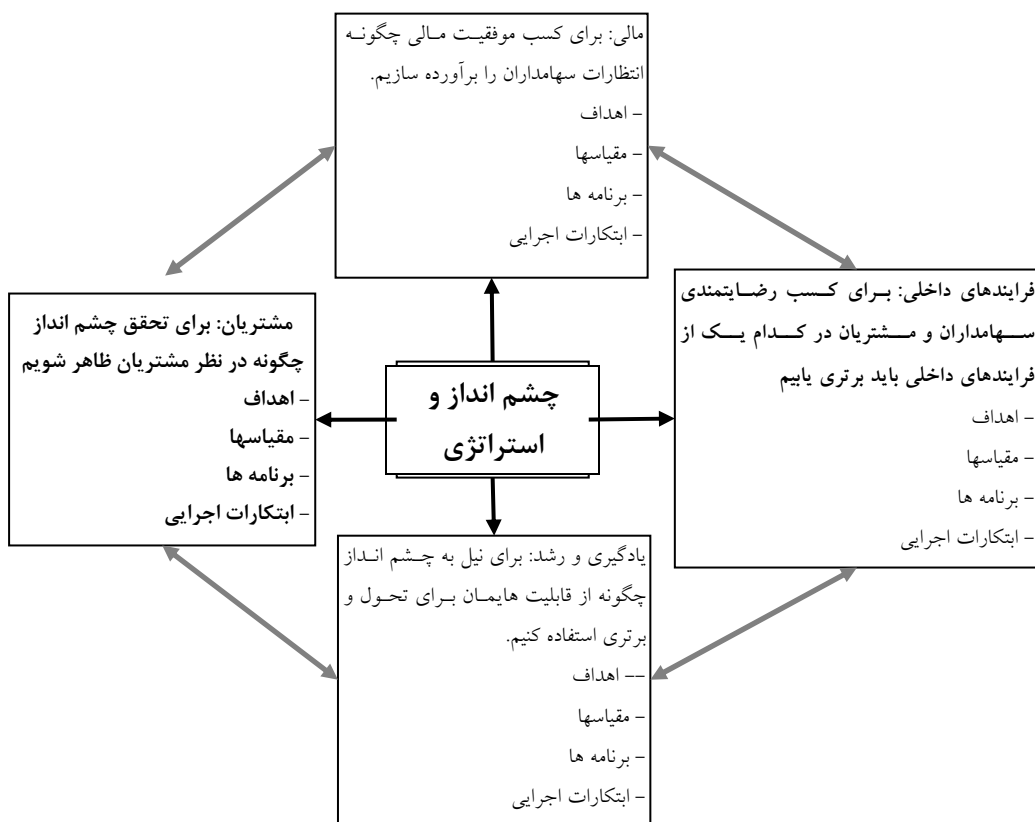 مالی: برای کسب موفقیت مالی چگونه
انتظارات سهامداران را برآورده سازیم.
- اهداف
- مقیاسها
- برنامه ها
- ابتکارات اجرایی
فرایندهای داخلی: برای کسب رضایتمندی
سهامداران و مشتریان در کدام یک از
فرایندهای داخلی باید برتری یابیم
- اهداف
- مقیاسها
- برنامه ها
- ابتکارات اجرایی
چشم انداز و
استراتژی
مشتریان: برای تحقق چشم انداز
چگونه در نظر مشتریان ظاهر شویم
- اهداف
- مقیاسها
- برنامه ها
- ابتکارات اجرایی
یادگیری و رشد: برای نیل به چشم انداز
چگونه از قابلیت هایمان برای تحول و
برتری استفاده کنیم.
-- اهداف
- مقیاسها
- برنامه ها
- ابتکارات اجرایی